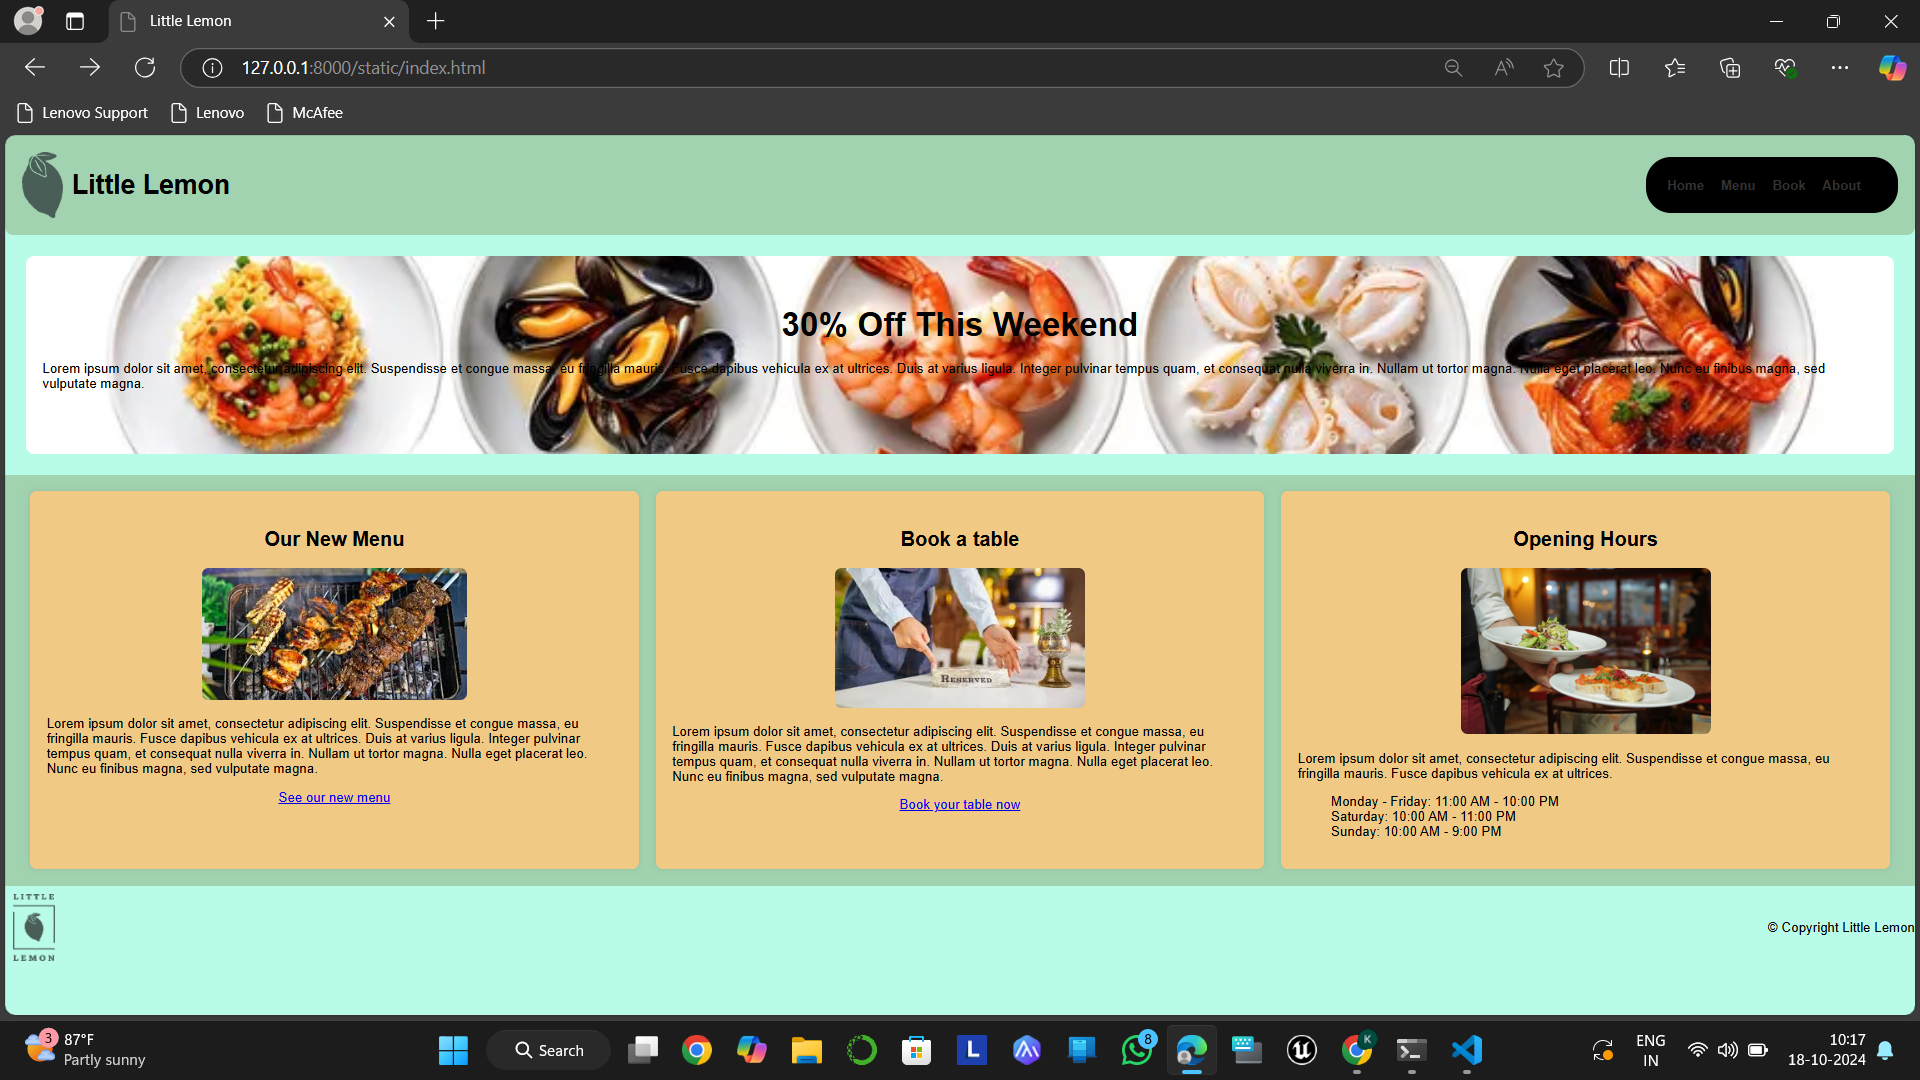 Little Lemon
127.0.0.1:8000/static/index.html
Lenovo Support Lenovo McAfee
Little Lemon
Home Menu Book About
30% Off This Weekend
Lorem ipsum dolor sit amet, consectetur adipiscing elit. Suspendisse et congue massa, eu fringilla mauris. Fusce dapibus vehicula ex at ultrices. Duis at varius ligula. Integer pulvinar tempus quam, et consequat nulla viverra in. Nullam ut tortor magna. Nulla eget placerat leo. Nunc eu finibus magna, sed
vulputate magna.
Our New Menu
Lorem ipsum dolor sit amet, consectetur adipiscing elit. Suspendisse et congue massa, eu
fringilla mauris. Fusce dapibus vehicula ex at ultrices. Duis at varius ligula. Integer pulvinar
tempus quam, et consequat nulla viverra in. Nullam ut tortor magna. Nulla eget placerat leo.
Nunc eu finibus magna, sed vulputate magna.
See our new menu
Book a table
RESERVED
Lorem ipsum dolor sit amet, consectetur adipiscing elit. Suspendisse et congue massa, eu
fringilla mauris. Fusce dapibus vehicula ex at ultrices. Duis at varius ligula. Integer pulvinar
tempus quam, et consequat nulla viverra in. Nullam ut tortor magna. Nulla eget placerat leo.
Nunc eu finibus magna, sed vulputate magna.
Book your table now
Opening Hours
Lorem ipsum dolor sit amet, consectetur adipiscing elit. Suspendisse et congue massa, eu
fringilla mauris. Fusce dapibus vehicula ex at ultrices.
Monday - Friday: 11:00 AM - 10:00 PM
Saturday: 10:00 AM - 11:00 PM
Sunday: 10:00 AM - 9:00 PM
LITTLE
LEMON
© Copyright Little Lemon
3
87°F
Partly sunny
Search
L
8
K
ENG
IN
10:17
18-10-2024